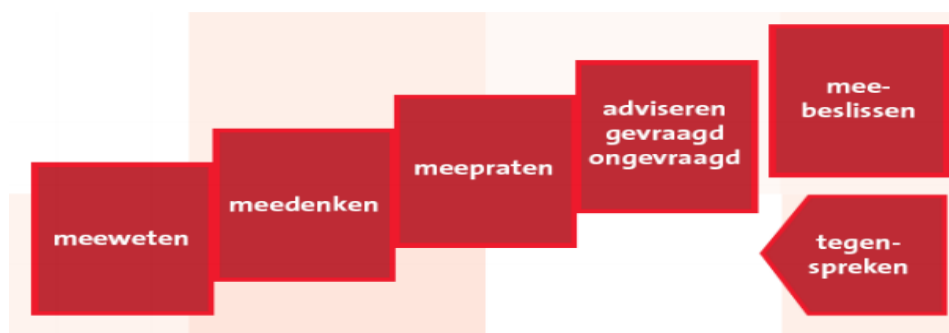 meeweten
meedenken
meepraten
adviseren
gevraagd
ongevraagd
mee-
beslissen
tegen-
spreken